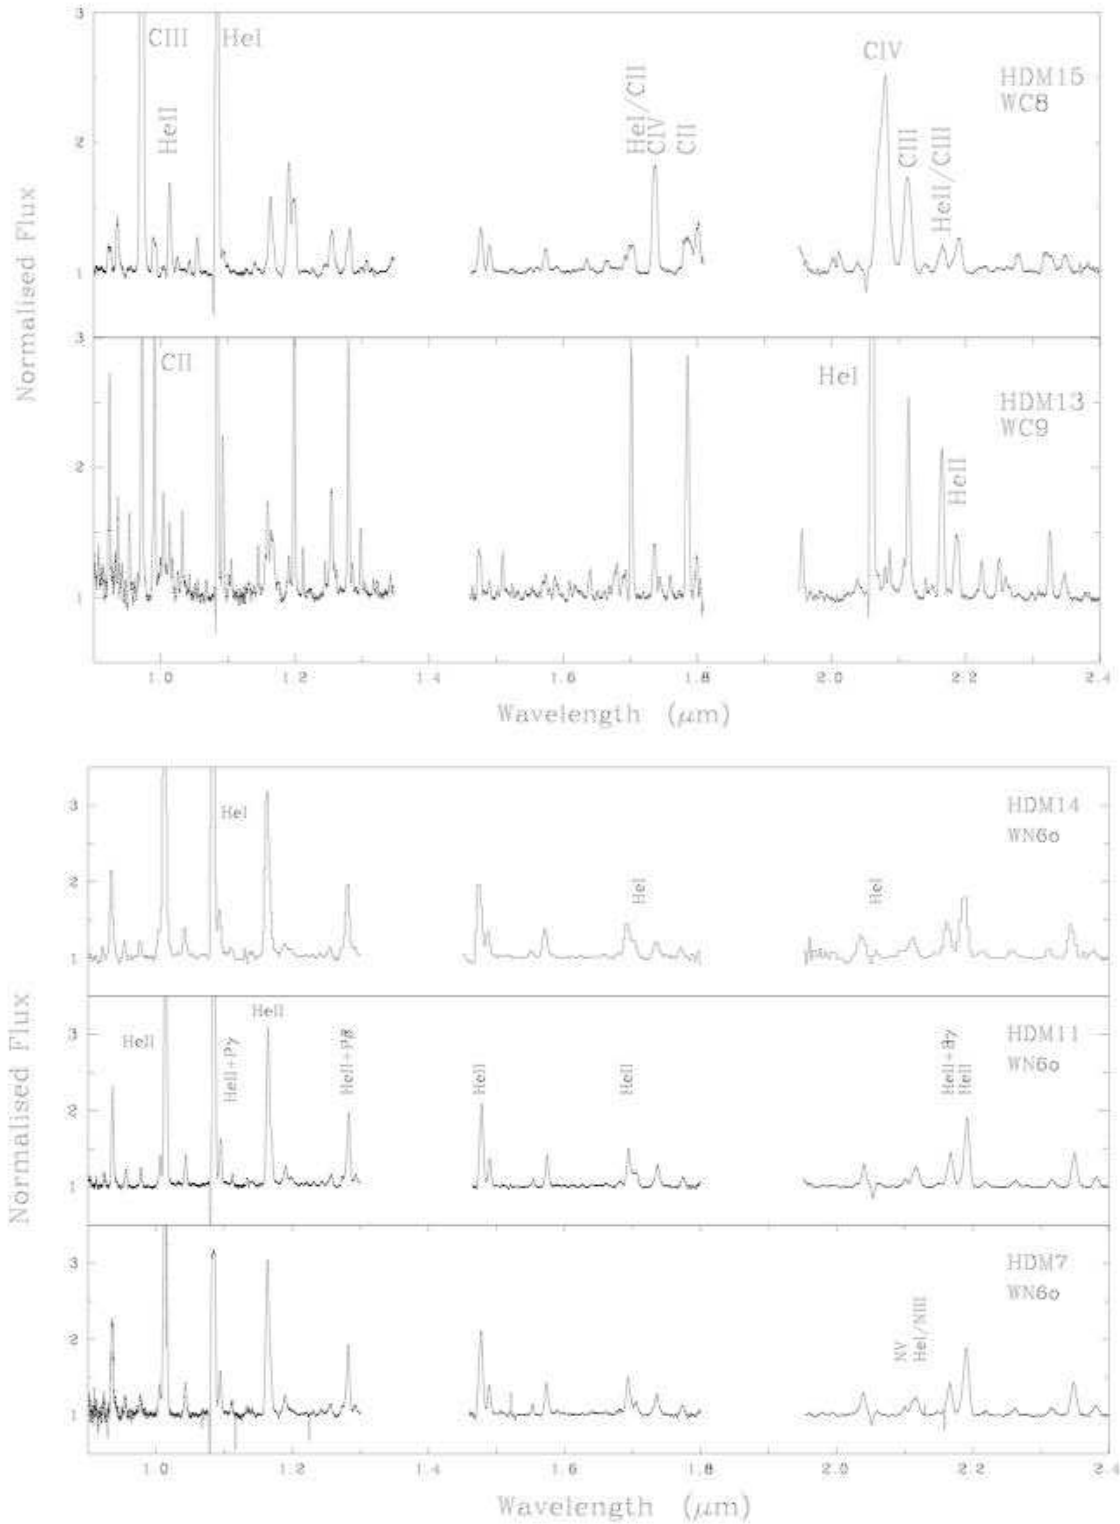 3
CIII
HeI
CIV
HDM15
WC8
HeII
HeI/CII
CIV
CII
CIII
HeII/CIII
2
1
Normalised Flux
3
CII
HeI
HDM13
WC9
HeII
2
1
1.0 1.2 1.4 1.6 1.8 2.0 2.2 2.4
Wavelength (μm)
3
HeI
HDM14
WN6o
HeI
HeI
2
1
Normalised Flux
3
HeII
HeII
HeII+Pγ
HeII+Pβ
HeII
HeII
HeII+Bγ
HeII
HDM11
WN6o
2
1
3
HDM7
WN6o
NV
HeI/NIII
2
1
1.0 1.2 1.4 1.6 1.8 2.0 2.2 2.4
Wavelength (μm)